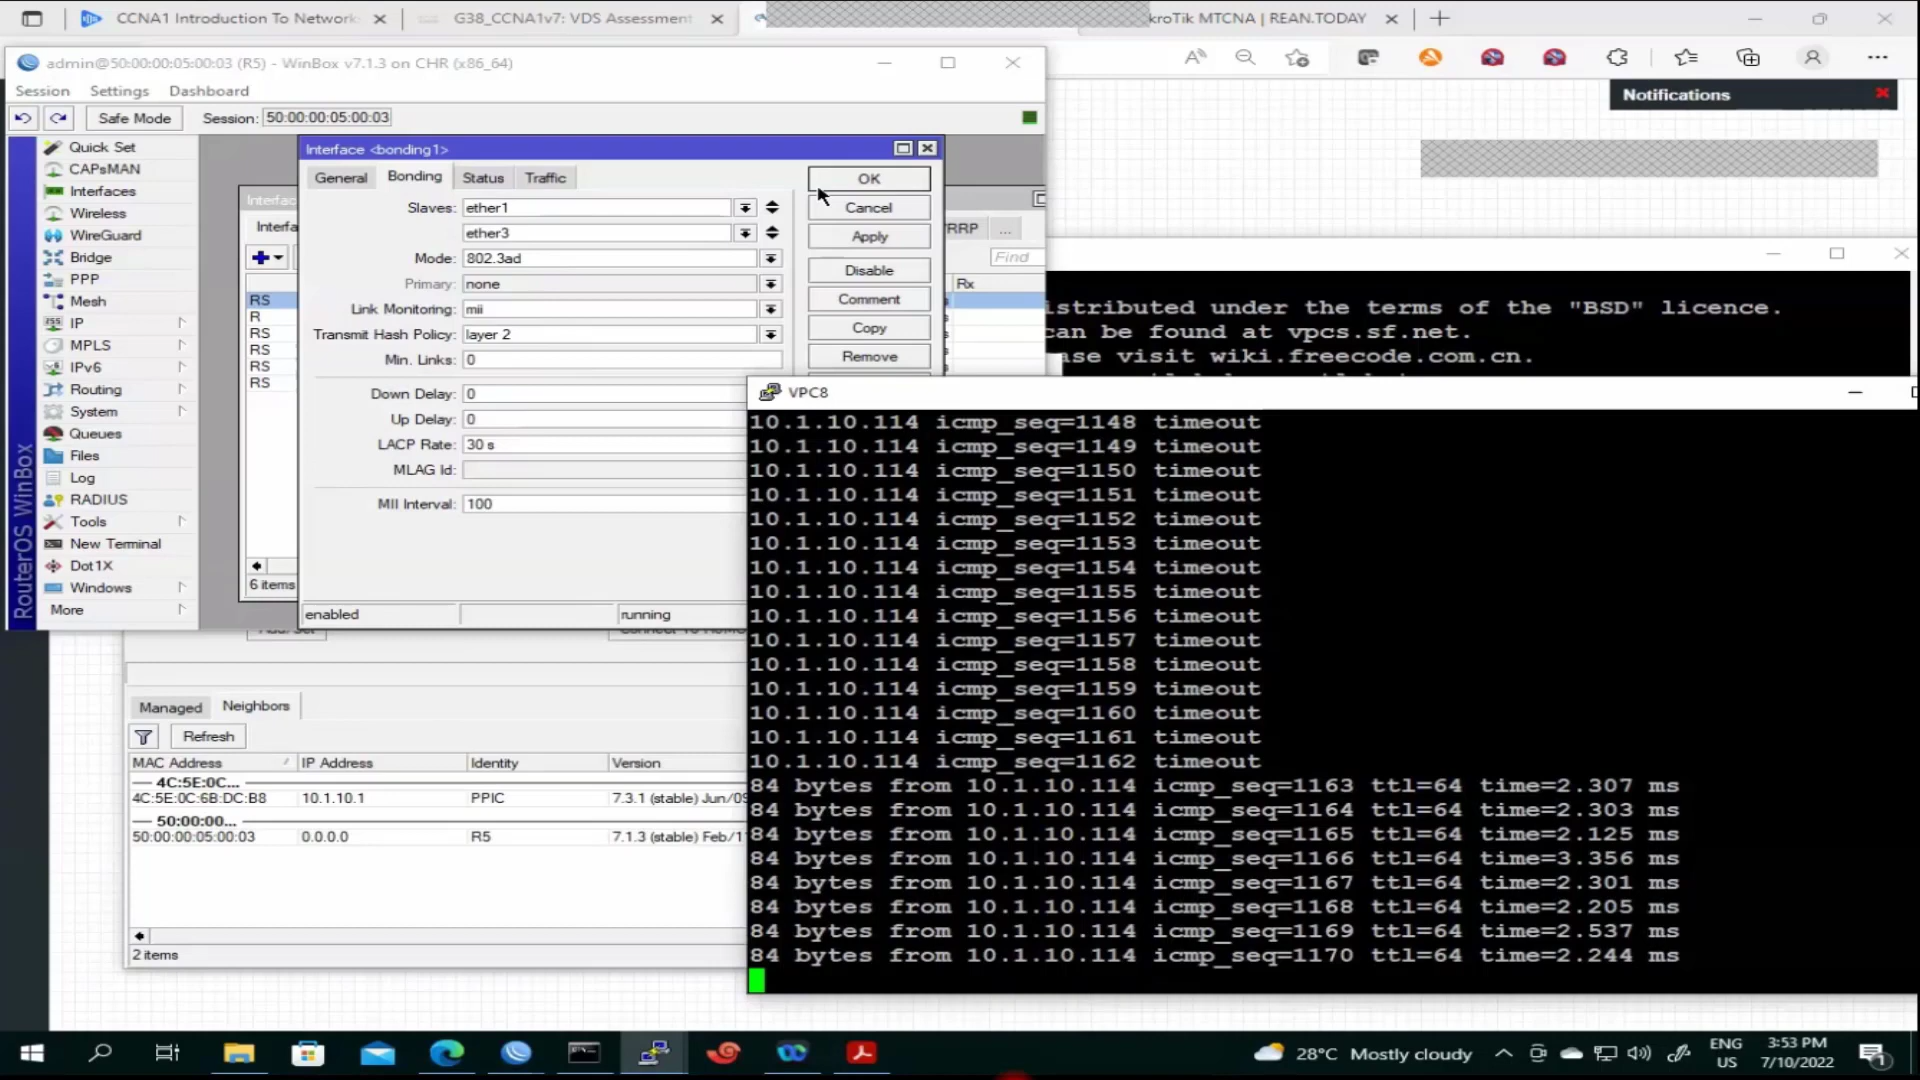 CCNA1 Introduction To Network
G38_CCNA1v7: VDS Assessment
kroTik MTCNA | REAN.TODAY
admin@50:00:00:05:00:03 (R5) - WinBox v7.1.3 on CHR (x86_64)
Session Settings Dashboard
Safe Mode Session: 50:00:00:05:00:03
Notifications
RouterOS WinBox
Quick Set
CAPsMAN
Interfaces
Wireless
WireGuard
Bridge
PPP
Mesh
IP
MPLS
IPv6
Routing
System
Queues
Files
Log
RADIUS
Tools
New Terminal
Dot1X
Windows
More
Interfac
Interfa
RRP ...
Find
Rx
RS
R
RS
RS
RS
RS
6 items
Interface <bonding1>
General Bonding Status Traffic
Slaves: ether1
ether3
Mode: 802.3ad
Primary: none
Link Monitoring: mii
Transmit Hash Policy: layer 2
Min. Links: 0
Down Delay: 0
Up Delay: 0
LACP Rate: 30 s
MLAG Id:
MII Interval: 100
enabled
running
OK
Cancel
Apply
Disable
Comment
Copy
Remove
istributed under the terms of the "BSD" licence.
can be found at vpcs.sf.net.
ase visit wiki.freecode.com.cn.
Managed Neighbors
Refresh
MAC Address IP Address Identity Version
4C:5E:0C...
4C:5E:0C:6B:DC:B8 10.1.10.1 PPIC 7.3.1 (stable) Jun/09
50:00:00...
50:00:00:05:00:03 0.0.0.0 R5 7.1.3 (stable) Feb/1
2 items
VPC8
10.1.10.114 icmp_seq=1148 timeout
10.1.10.114 icmp_seq=1149 timeout
10.1.10.114 icmp_seq=1150 timeout
10.1.10.114 icmp_seq=1151 timeout
10.1.10.114 icmp_seq=1152 timeout
10.1.10.114 icmp_seq=1153 timeout
10.1.10.114 icmp_seq=1154 timeout
10.1.10.114 icmp_seq=1155 timeout
10.1.10.114 icmp_seq=1156 timeout
10.1.10.114 icmp_seq=1157 timeout
10.1.10.114 icmp_seq=1158 timeout
10.1.10.114 icmp_seq=1159 timeout
10.1.10.114 icmp_seq=1160 timeout
10.1.10.114 icmp_seq=1161 timeout
10.1.10.114 icmp_seq=1162 timeout
84 bytes from 10.1.10.114 icmp_seq=1163 ttl=64 time=2.307 ms
84 bytes from 10.1.10.114 icmp_seq=1164 ttl=64 time=2.303 ms
84 bytes from 10.1.10.114 icmp_seq=1165 ttl=64 time=2.125 ms
84 bytes from 10.1.10.114 icmp_seq=1166 ttl=64 time=3.356 ms
84 bytes from 10.1.10.114 icmp_seq=1167 ttl=64 time=2.301 ms
84 bytes from 10.1.10.114 icmp_seq=1168 ttl=64 time=2.205 ms
84 bytes from 10.1.10.114 icmp_seq=1169 ttl=64 time=2.537 ms
84 bytes from 10.1.10.114 icmp_seq=1170 ttl=64 time=2.244 ms
28°C Mostly cloudy
ENG
US
3:53 PM
7/10/2022
1